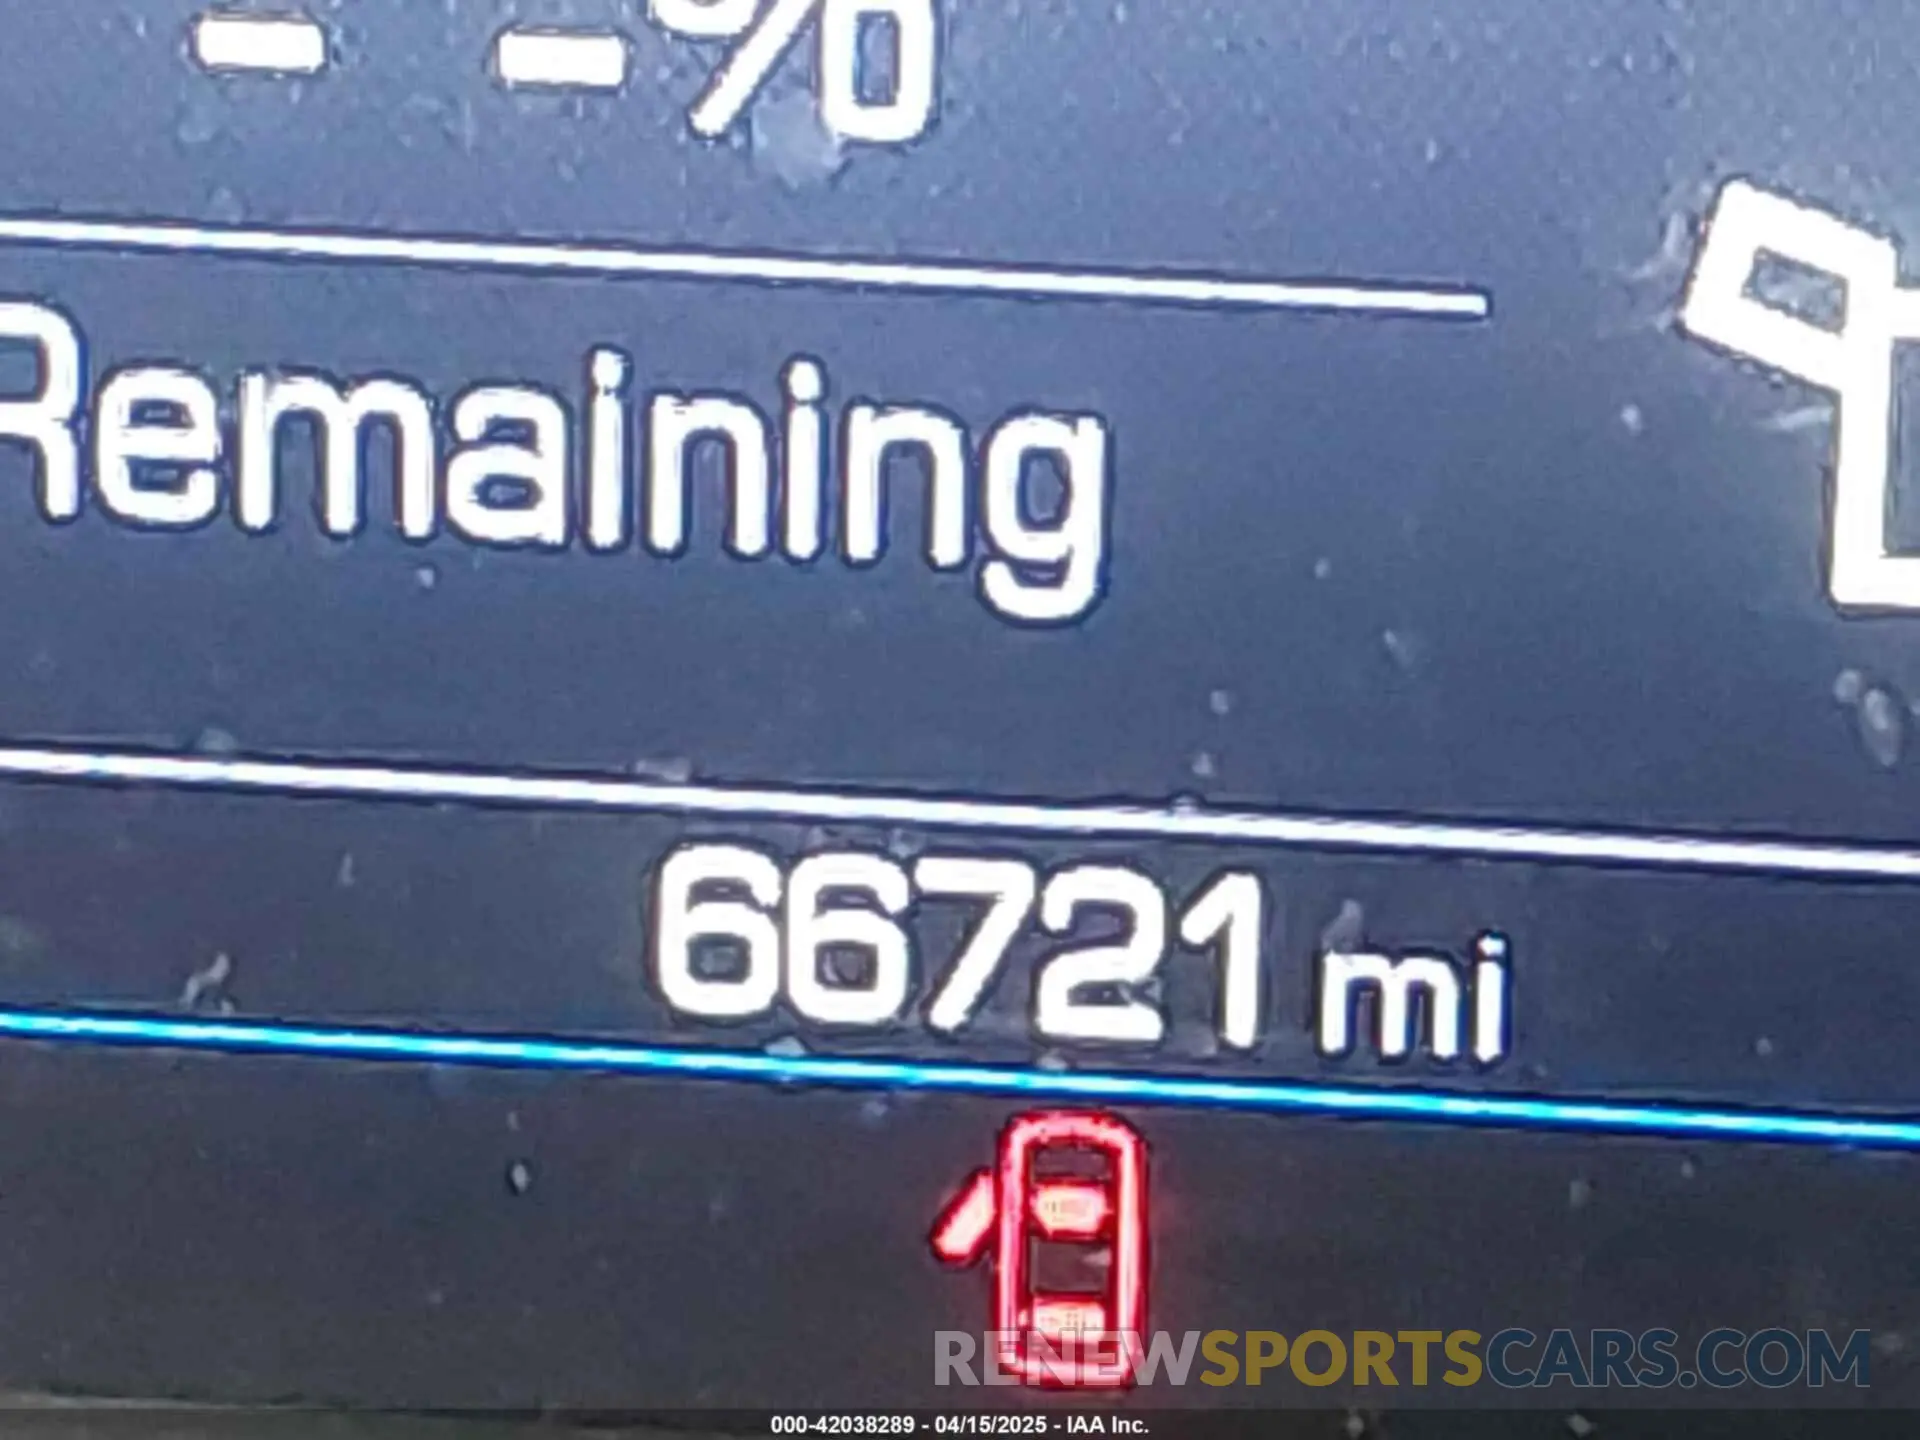 - -%
Remaining
66721 mi
RENEWSPORTSCARS.COM
000-42038289 - 04/15/2025 - IAA Inc.